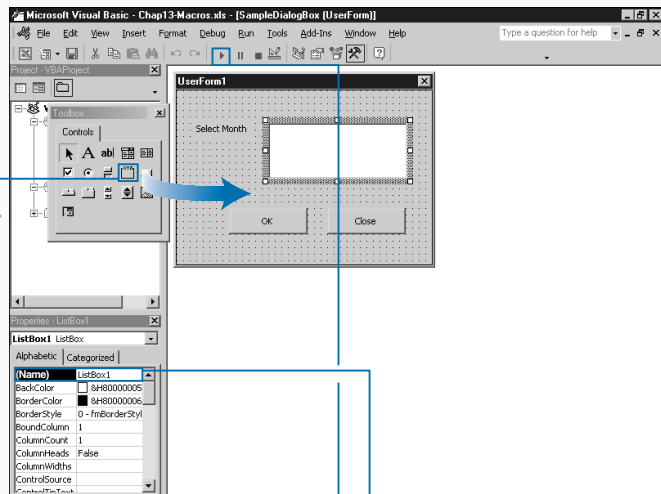 Microsoft Visual Basic - Chap13-Macros.xls - [SampleDialogBox (UserForm)]
File Edit View Insert Format Debug Run Tools Add-Ins Window Help
Type a question for help
Project - VBAProject
Toolbox
Controls
A abl
UserForm1
Select Month
OK
Close
Properties - ListBox1
ListBox1 ListBox
Alphabetic Categorized
(Name) ListBox1
BackColor &H80000005
BorderColor &H80000006
BorderStyle 0 - fmBorderStyl
BoundColumn 1
ColumnCount 1
ColumnHeads False
ColumnWidths
ControlSource
ControlTipText